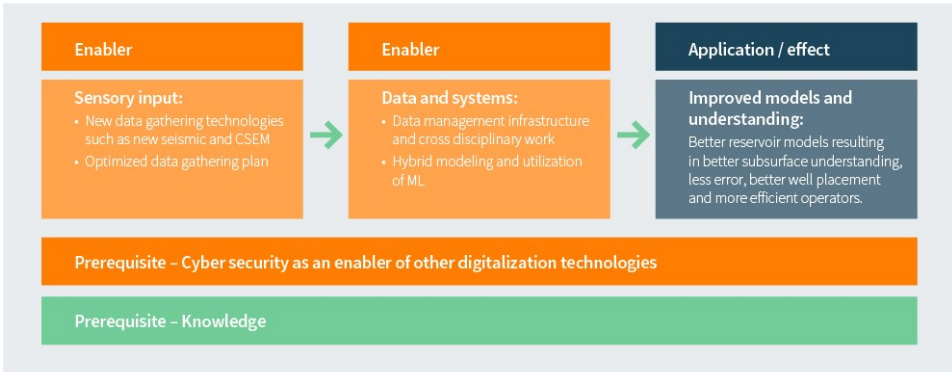 Enabler
Sensory input:
• New data gathering technologies
such as new seismic and CSEM
• Optimized data gathering plan
Enabler
Data and systems:
• Data management infrastructure
and cross disciplinary work
• Hybrid modeling and utilization
of ML
Application / effect
Improved models and
understanding:
Better reservoir models resulting
in better subsurface understanding,
less error, better well placement
and more efficient operators.
Prerequisite – Cyber security as an enabler of other digitalization technologies
Prerequisite – Knowledge